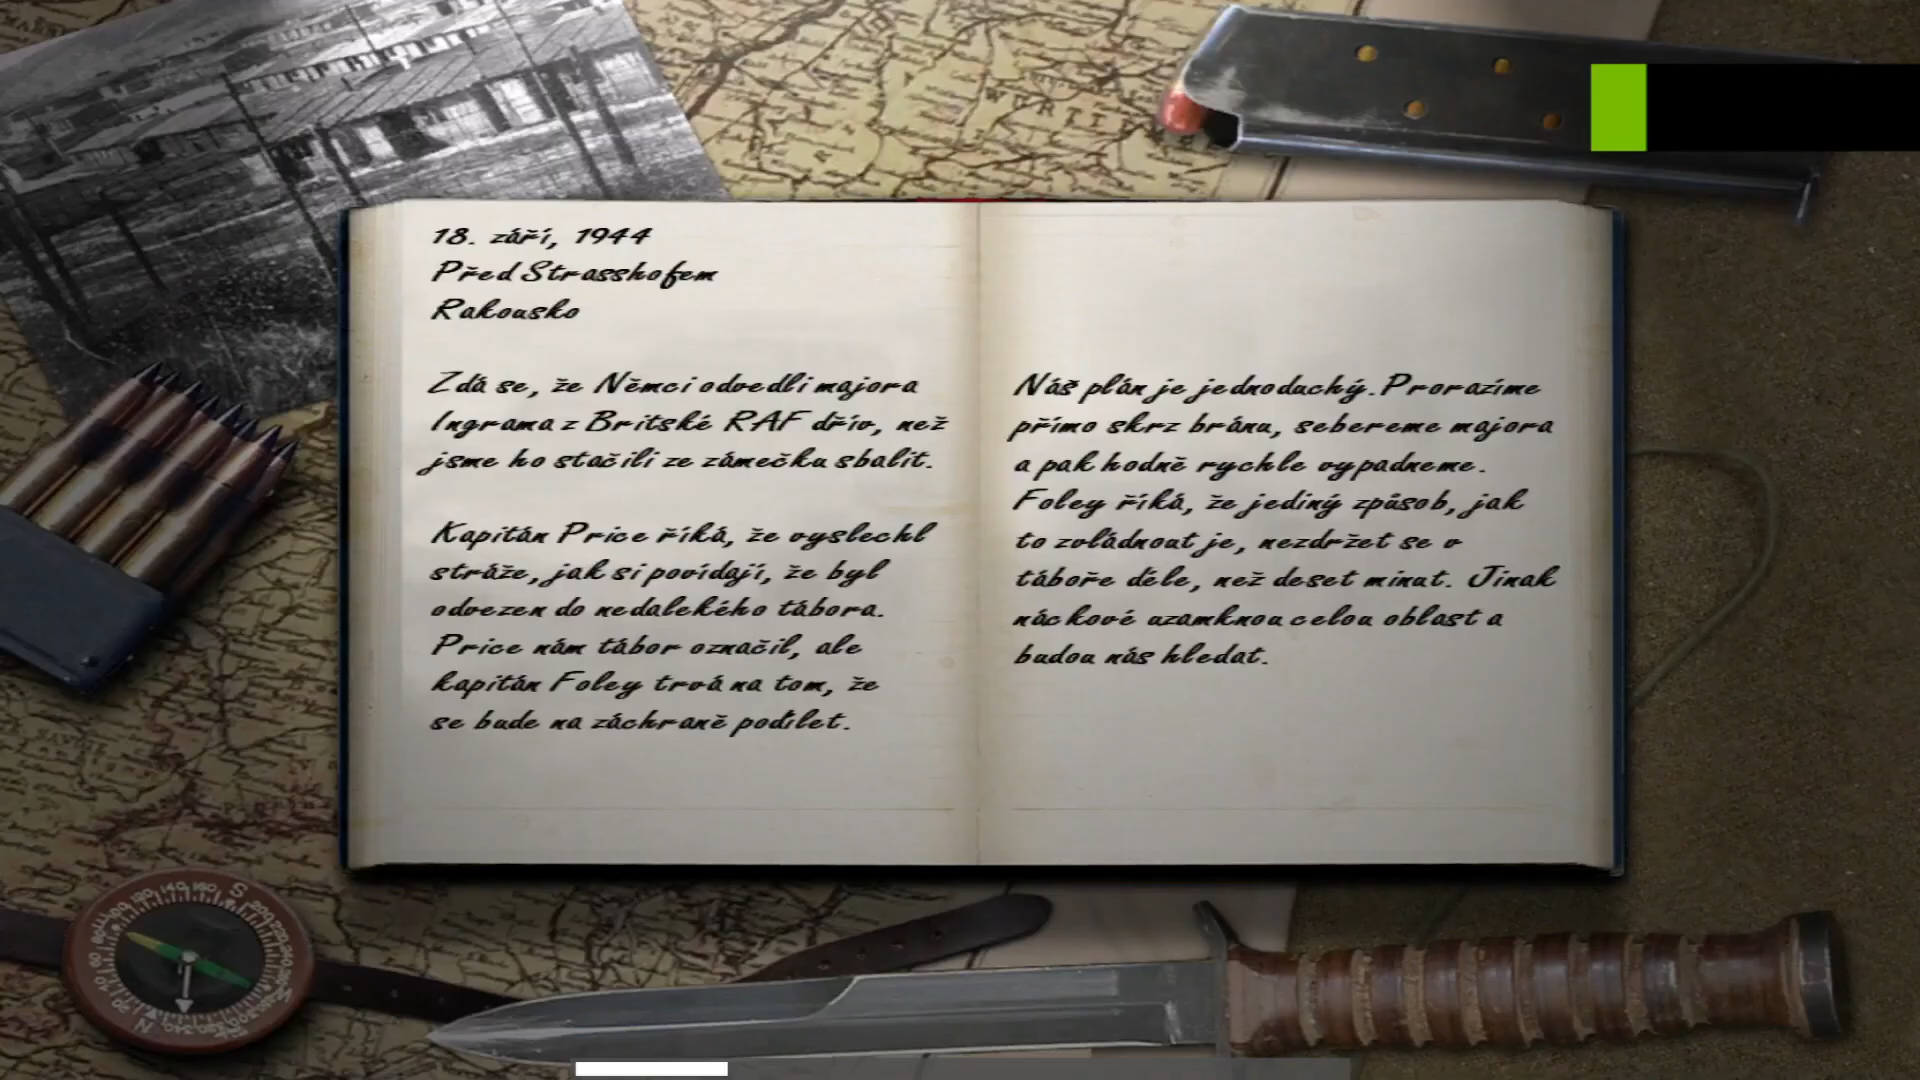 18. září, 1944
Před Strasshofem
Rakousko
Zdá se, že Němci odvedli majora
Ingrama z Britské RAF dřív, než
jsme ho stačili ze zámečku sbalit.
Kapitán Price říká, že vyslechl
stráže, jak si povídají, že byl
odvezen do nedalekého tábora.
Price nám tábor označil, ale
kapitán Foley trvá na tom, že
se bude na záchraně podílet.
Náš plán je jednoduchý. Prorazíme
přímo skrz bránu, sebereme majora
a pak hodně rychle vypadneme.
Foley říká, že jediný způsob, jak
to zvládnout je, nezdržet se v
táboře déle, než deset minut. Jinak
náckové uzamknou celou oblast a
budou nás hledat.